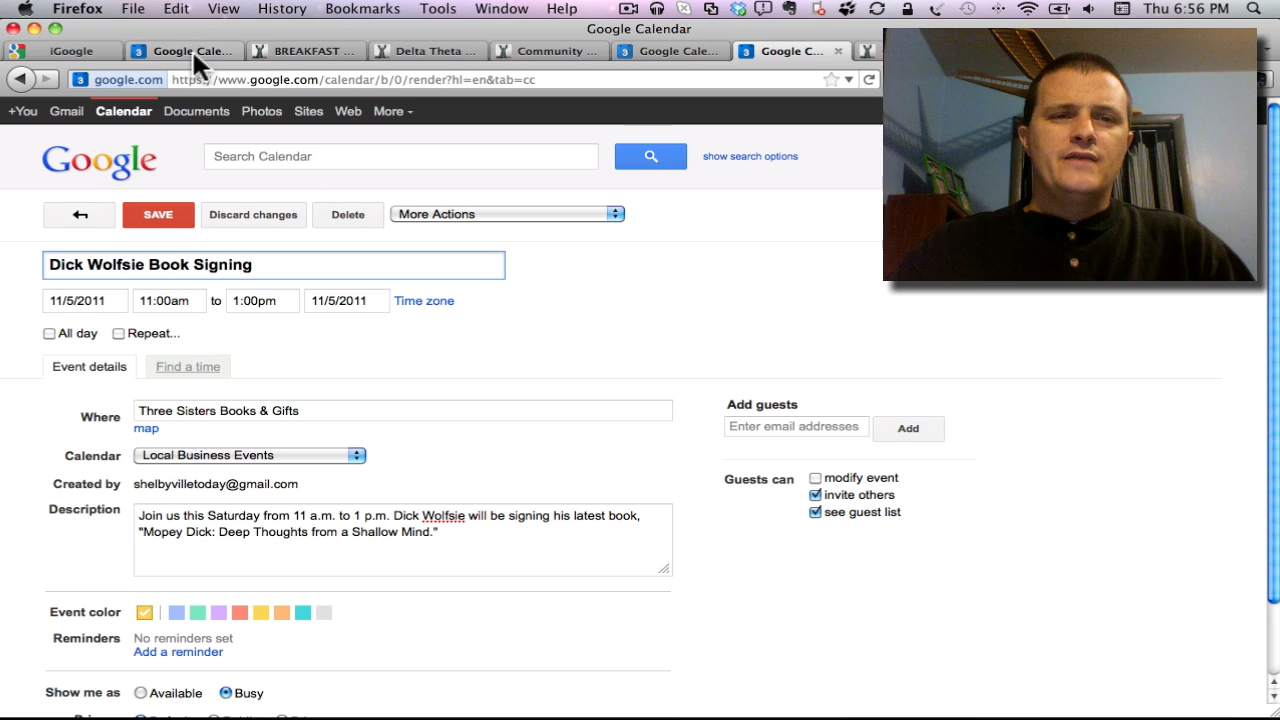 Firefox File Edit View History Bookmarks Tools Window Help Thu 6:56 PM
Google Calendar
iGoogle 3 Google Cale... BREAKFAST ... Delta Theta ... Community ... 3 Google Cale... 3 Google C...
3 google.com https://www.google.com/calendar/b/0/render?hl=en&tab=cc
+You Gmail Calendar Documents Photos Sites Web More
Google Search Calendar show search options
SAVE Discard changes Delete More Actions
Dick Wolfsie Book Signing
11/5/2011 11:00am to 1:00pm 11/5/2011 Time zone
All day Repeat...
Event details Find a time
Where Three Sisters Books & Gifts
map
Calendar Local Business Events
Created by shelbyvilletoday@gmail.com
Description Join us this Saturday from 11 a.m. to 1 p.m. Dick Wolfsie will be signing his latest book,
"Mopey Dick: Deep Thoughts from a Shallow Mind."
Event color
Reminders No reminders set
Add a reminder
Show me as Available Busy
Add guests
Enter email addresses Add
Guests can modify event
invite others
see guest list